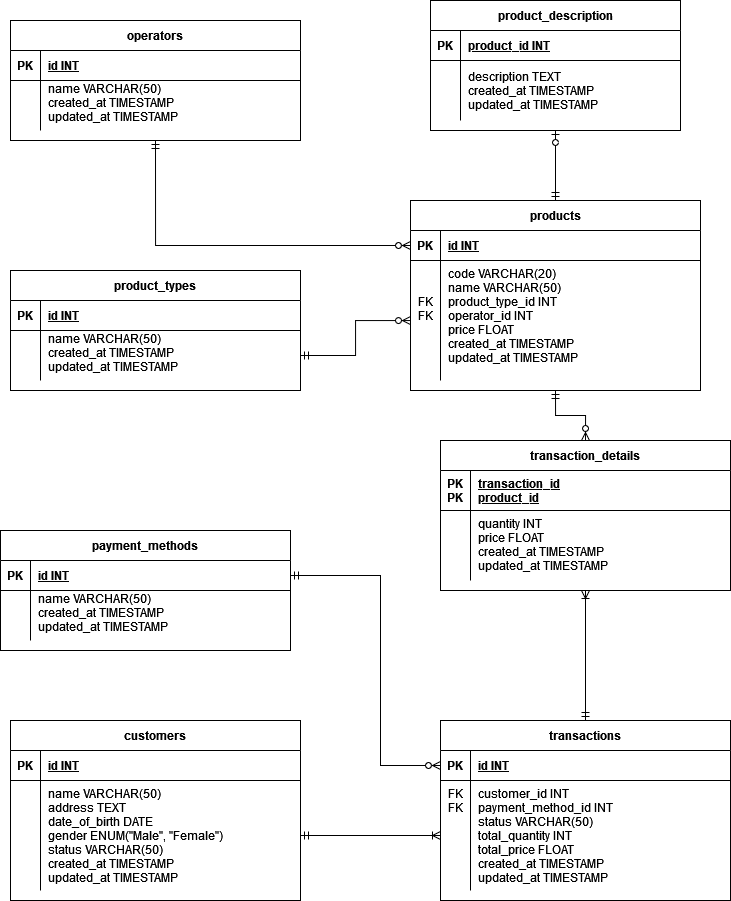 product_description
PK product_id INT
description TEXT
created_at TIMESTAMP
updated_at TIMESTAMP
operators
PK id INT
name VARCHAR(50)
created_at TIMESTAMP
updated_at TIMESTAMP
products
PK id INT
code VARCHAR(20)
name VARCHAR(50)
FK product_type_id INT
FK operator_id INT
price FLOAT
created_at TIMESTAMP
updated_at TIMESTAMP
product_types
PK id INT
name VARCHAR(50)
created_at TIMESTAMP
updated_at TIMESTAMP
transaction_details
PK transaction_id
PK product_id
quantity INT
price FLOAT
created_at TIMESTAMP
updated_at TIMESTAMP
payment_methods
PK id INT
name VARCHAR(50)
created_at TIMESTAMP
updated_at TIMESTAMP
customers
PK id INT
name VARCHAR(50)
address TEXT
date_of_birth DATE
gender ENUM("Male", "Female")
status VARCHAR(50)
created_at TIMESTAMP
updated_at TIMESTAMP
transactions
PK id INT
FK customer_id INT
FK payment_method_id INT
status VARCHAR(50)
total_quantity INT
total_price FLOAT
created_at TIMESTAMP
updated_at TIMESTAMP